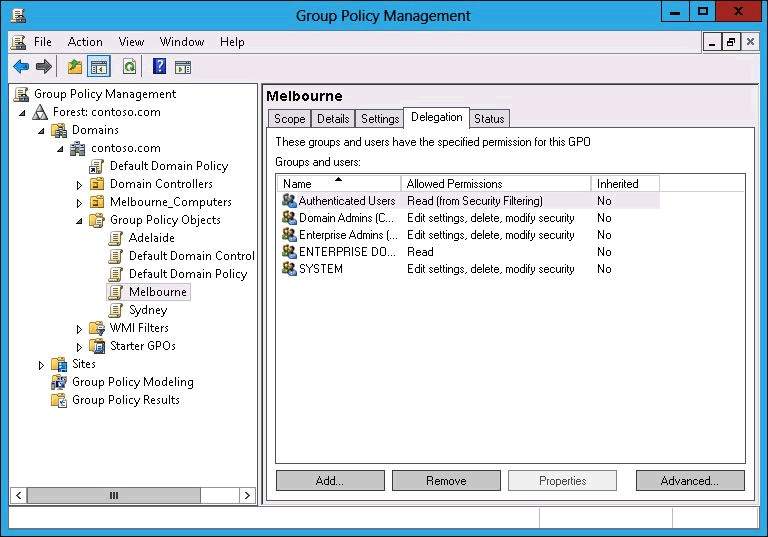 Group Policy Management
File Action View Window Help
Group Policy Management
Forest: contoso.com
Domains
contoso.com
Default Domain Policy
Domain Controllers
Melbourne_Computers
Group Policy Objects
Adelaide
Default Domain Control
Default Domain Policy
Melbourne
Sydney
WMI Filters
Starter GPOs
Sites
Group Policy Modeling
Group Policy Results
Melbourne
Scope Details Settings Delegation Status
These groups and users have the specified permission for this GPO
Groups and users:
Name Allowed Permissions Inherited
Authenticated Users Read (from Security Filtering) No
Domain Admins (C... Edit settings, delete, modify security No
Enterprise Admins (... Edit settings, delete, modify security No
ENTERPRISE DO... Read No
SYSTEM Edit settings, delete, modify security No
Add... Remove Properties Advanced...